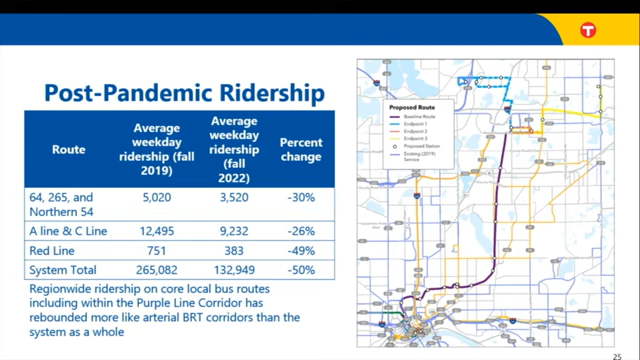 T
Post-Pandemic Ridership
Route
Average weekday ridership (fall 2019)
Average weekday ridership (fall 2022)
Percent change
64, 265, and Northern 54
5,020
3,520
-30%
A line & C Line
12,495
9,232
-26%
Red Line
751
383
-49%
System Total
265,082
132,949
-50%
Regionwide ridership on core local bus routes
including within the Purple Line Corridor has
rebounded more like arterial BRT corridors than the
system as a whole
Proposed Route
Baseline Route
Endpoint 1
Endpoint 2
Endpoint 3
Proposed Station
Existing (2019)
Service
25